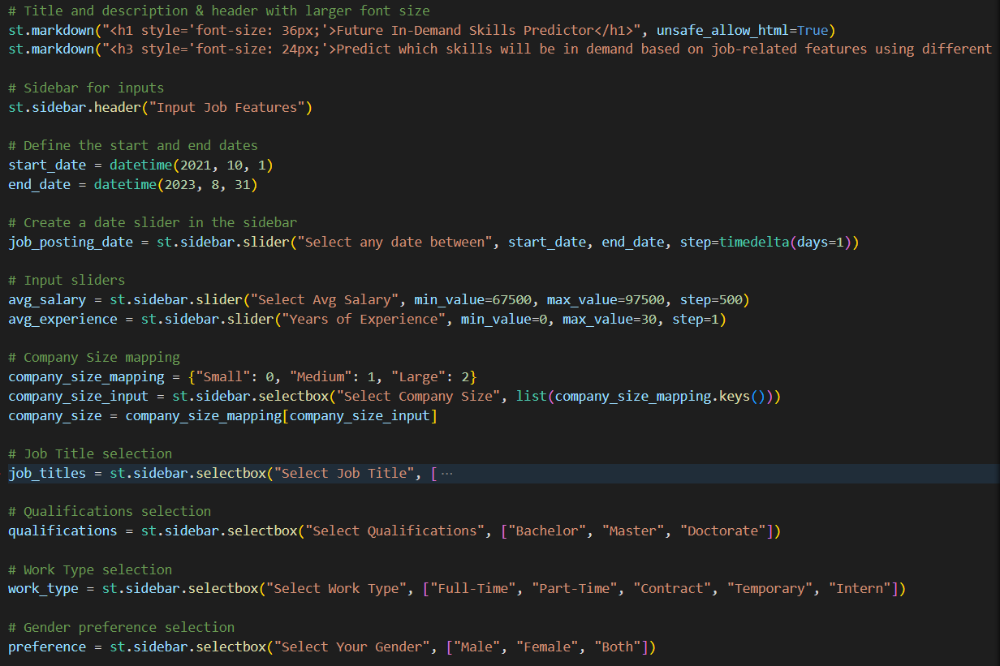 # Title and description & header with larger font size
st.markdown("<h1 style='font-size: 36px;'>Future In-Demand Skills Predictor</h1>", unsafe_allow_html=True)
st.markdown("<h3 style='font-size: 24px;'>Predict which skills will be in demand based on job-related features using different
# Sidebar for inputs
st.sidebar.header("Input Job Features")
# Define the start and end dates
start_date = datetime(2021, 10, 1)
end_date = datetime(2023, 8, 31)
# Create a date slider in the sidebar
job_posting_date = st.sidebar.slider("Select any date between", start_date, end_date, step=timedelta(days=1))
# Input sliders
avg_salary = st.sidebar.slider("Select Avg Salary", min_value=67500, max_value=97500, step=500)
avg_experience = st.sidebar.slider("Years of Experience", min_value=0, max_value=30, step=1)
# Company Size mapping
company_size_mapping = {"Small": 0, "Medium": 1, "Large": 2}
company_size_input = st.sidebar.selectbox("Select Company Size", list(company_size_mapping.keys()))
company_size = company_size_mapping[company_size_input]
# Job Title selection
job_titles = st.sidebar.selectbox("Select Job Title", [ ···
# Qualifications selection
qualifications = st.sidebar.selectbox("Select Qualifications", ["Bachelor", "Master", "Doctorate"])
# Work Type selection
work_type = st.sidebar.selectbox("Select Work Type", ["Full-Time", "Part-Time", "Contract", "Temporary", "Intern"])
# Gender preference selection
preference = st.sidebar.selectbox("Select Your Gender", ["Male", "Female", "Both"])